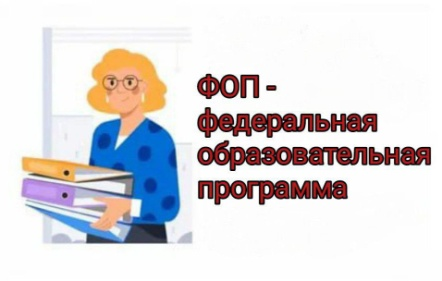 ФОП -
федеральная
образовательная
программа